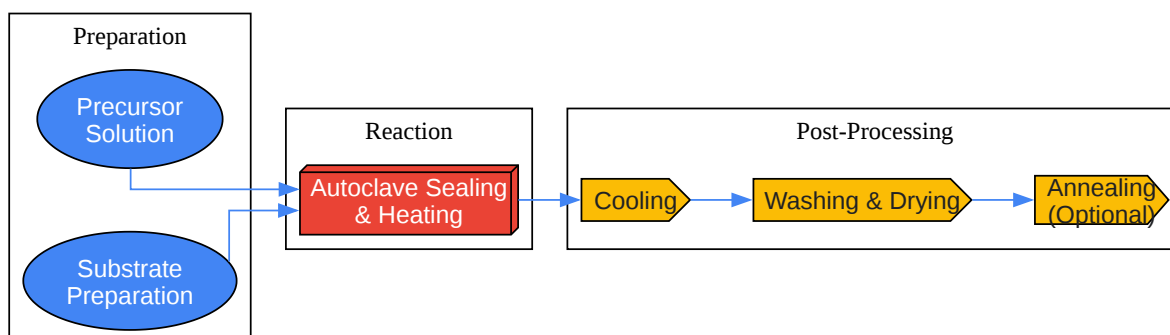 Preparation
Precursor
Solution
Substrate
Preparation
Reaction
Autoclave Sealing
& Heating
Post-Processing
Cooling
Washing & Drying
Annealing
(Optional)